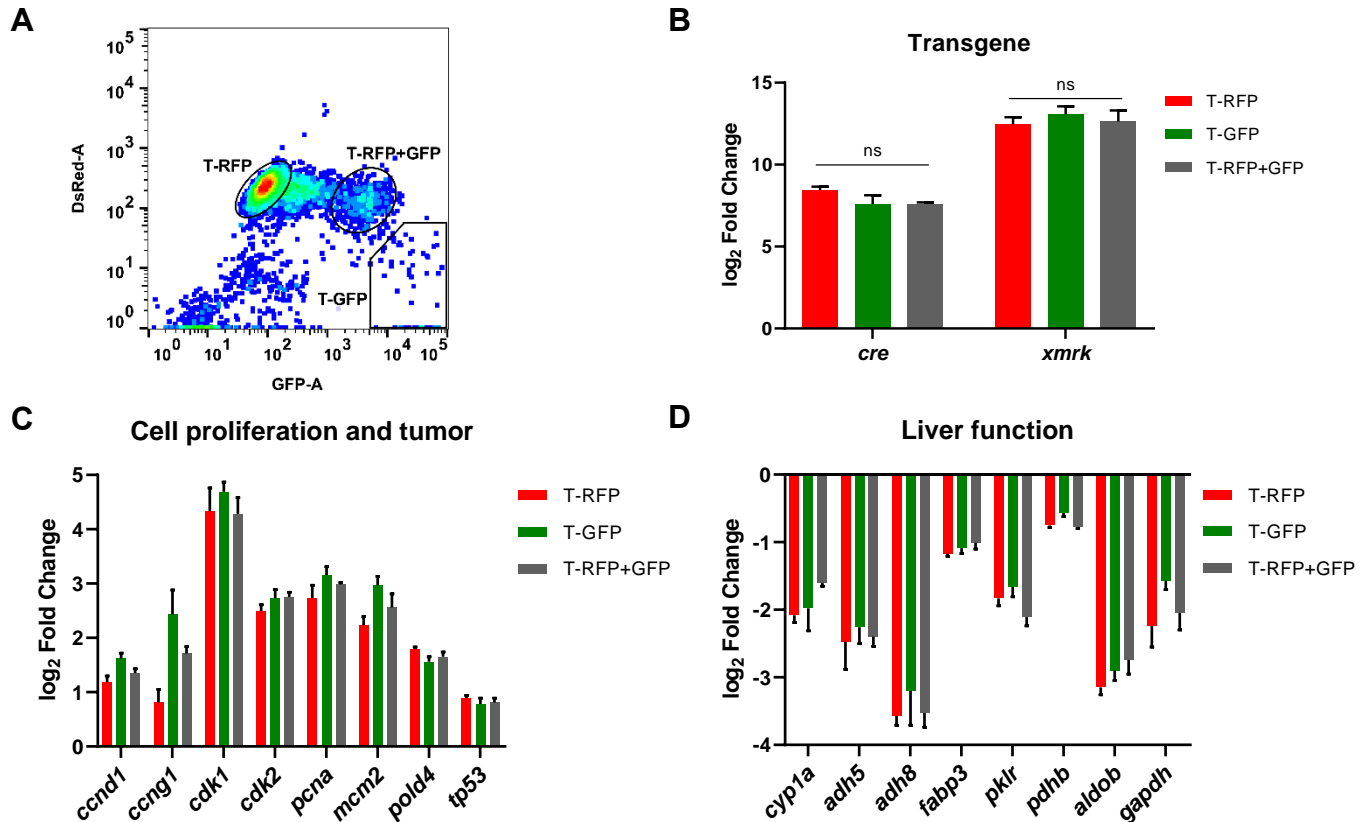 A
10^5
10^4
10^3
10^2
10^1
10^0
DsRed-A
T-RFP
T-RFP+GFP
T-GFP
10^0 10^1 10^2 10^3 10^4 10^5
GFP-A
B
Transgene
15
10
5
0
log2 Fold Change
ns
ns
cre xmrk
T-RFP
T-GFP
T-RFP+GFP
C
Cell proliferation and tumor
5
4
3
2
1
0
log2 Fold Change
ccnd1 ccng1 cdk1 cdk2 pcna mcm2 pold4 tp53
T-RFP
T-GFP
T-RFP+GFP
D
Liver function
0
-1
-2
-3
-4
log2 Fold Change
cyp1a adh5 adh8 fabp3 pklr pdhb aldob gapdh
T-RFP
T-GFP
T-RFP+GFP